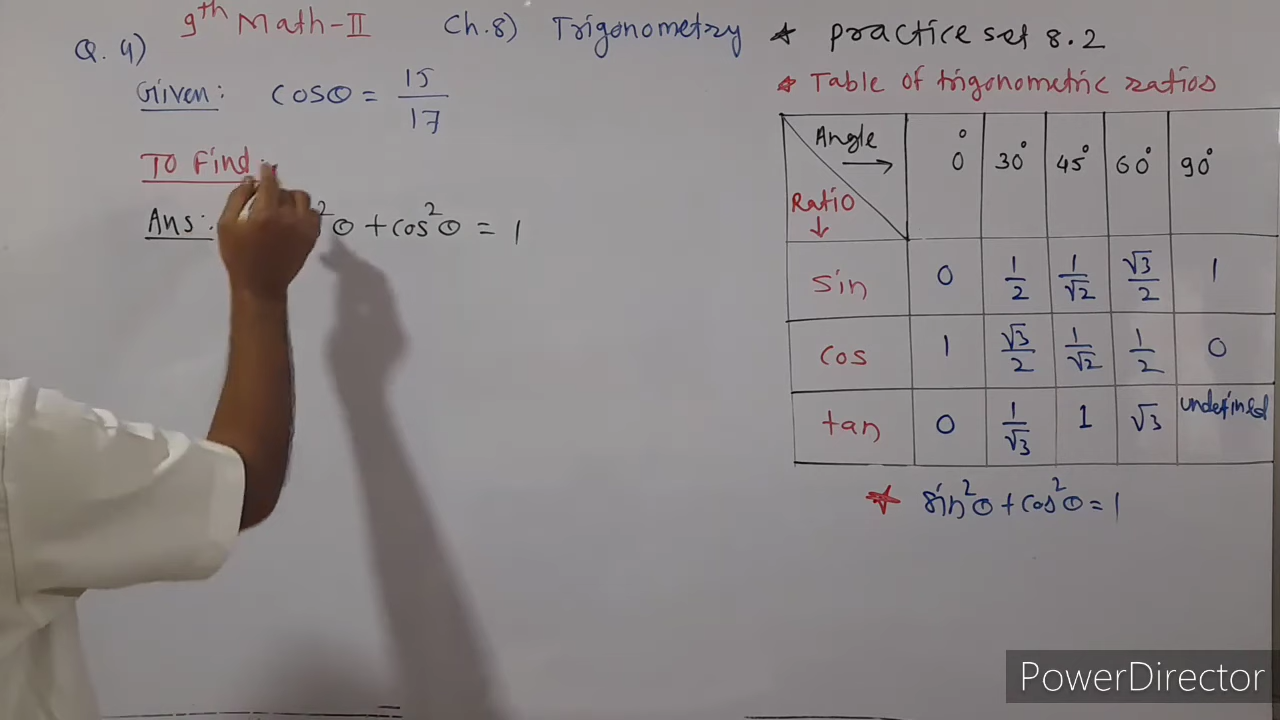 9th Math-II Ch.8) Trigonometry * practice set 8.2
Q. 4)
Given: cosθ = 15/17
To Find:
Ans: ²θ + cos²θ = 1
* Table of trigonometric ratios
Angle → 0° 30° 45° 60° 90°
Ratio ↓
sin 0 1/2 1/√2 √3/2 1
cos 1 √3/2 1/√2 1/2 0
tan 0 1/√3 1 √3 undefined
* sin²θ + cos²θ = 1
PowerDirector